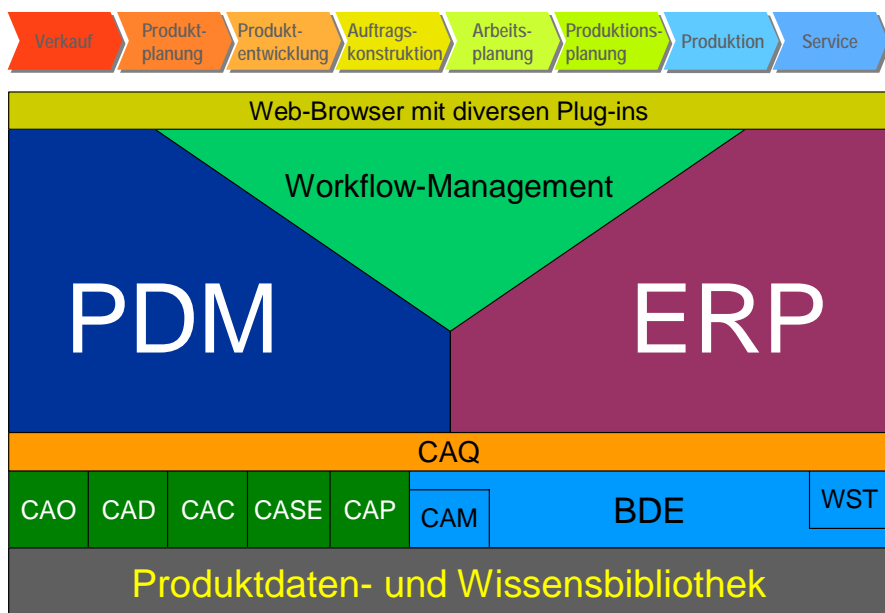 Verkauf
Produkt-
planung
Produkt-
entwicklung
Auftrags-
konstruktion
Arbeits-
planung
Produktions-
planung
Produktion
Service
Web-Browser mit diversen Plug-ins
Workflow-Management
PDM
ERP
CAQ
CAO
CAD
CAC
CASE
CAP
CAM
BDE
WST
Produktdaten- und Wissensbibliothek